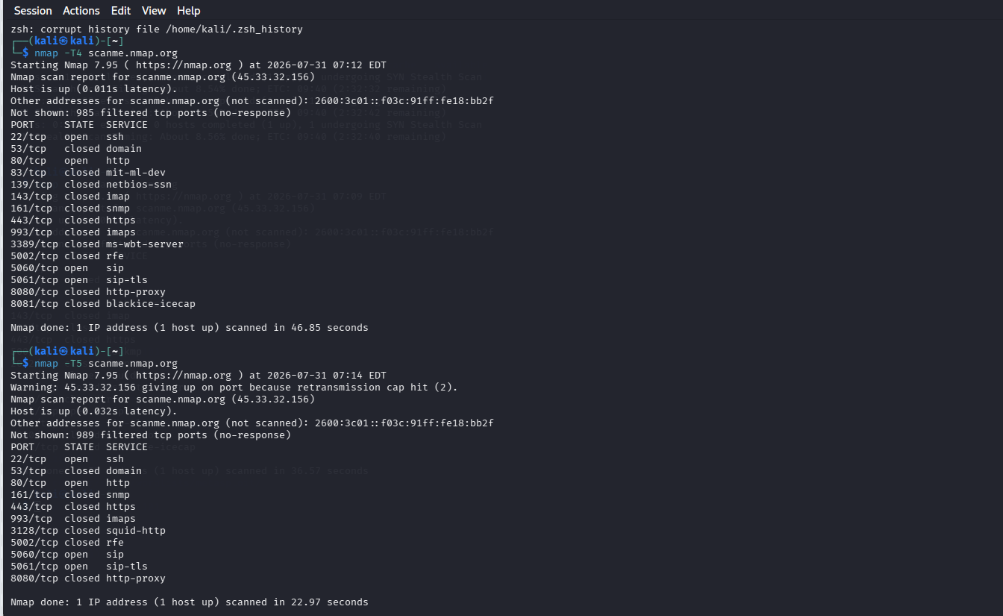 Session Actions Edit View Help
zsh: corrupt history file /home/kali/.zsh_history
┌──(kali㉿kali)-[~]
└─$ nmap -T4 scanme.nmap.org
Starting Nmap 7.95 ( https://nmap.org ) at 2026-07-31 07:12 EDT
Nmap scan report for scanme.nmap.org (45.33.32.156)
Host is up (0.011s latency).
Other addresses for scanme.nmap.org (not scanned): 2600:3c01::f03c:91ff:fe18:bb2f
Not shown: 985 filtered tcp ports (no-response)
PORT STATE SERVICE
22/tcp open ssh
53/tcp closed domain
80/tcp open http
83/tcp closed mit-ml-dev
139/tcp closed netbios-ssn
143/tcp closed imap
161/tcp closed snmp
443/tcp closed https
993/tcp closed imaps
3389/tcp closed ms-wbt-server
5002/tcp closed rfe
5060/tcp open sip
5061/tcp open sip-tls
8080/tcp closed http-proxy
8081/tcp closed blackice-icecap
Nmap done: 1 IP address (1 host up) scanned in 46.85 seconds
┌──(kali㉿kali)-[~]
└─$ nmap -T5 scanme.nmap.org
Starting Nmap 7.95 ( https://nmap.org ) at 2026-07-31 07:14 EDT
Warning: 45.33.32.156 giving up on port because retransmission cap hit (2).
Nmap scan report for scanme.nmap.org (45.33.32.156)
Host is up (0.032s latency).
Other addresses for scanme.nmap.org (not scanned): 2600:3c01::f03c:91ff:fe18:bb2f
Not shown: 989 filtered tcp ports (no-response)
PORT STATE SERVICE
22/tcp open ssh
53/tcp closed domain
80/tcp open http
161/tcp closed snmp
443/tcp closed https
993/tcp closed imaps
3128/tcp closed squid-http
5002/tcp closed rfe
5060/tcp open sip
5061/tcp open sip-tls
8080/tcp closed http-proxy
Nmap done: 1 IP address (1 host up) scanned in 22.97 seconds